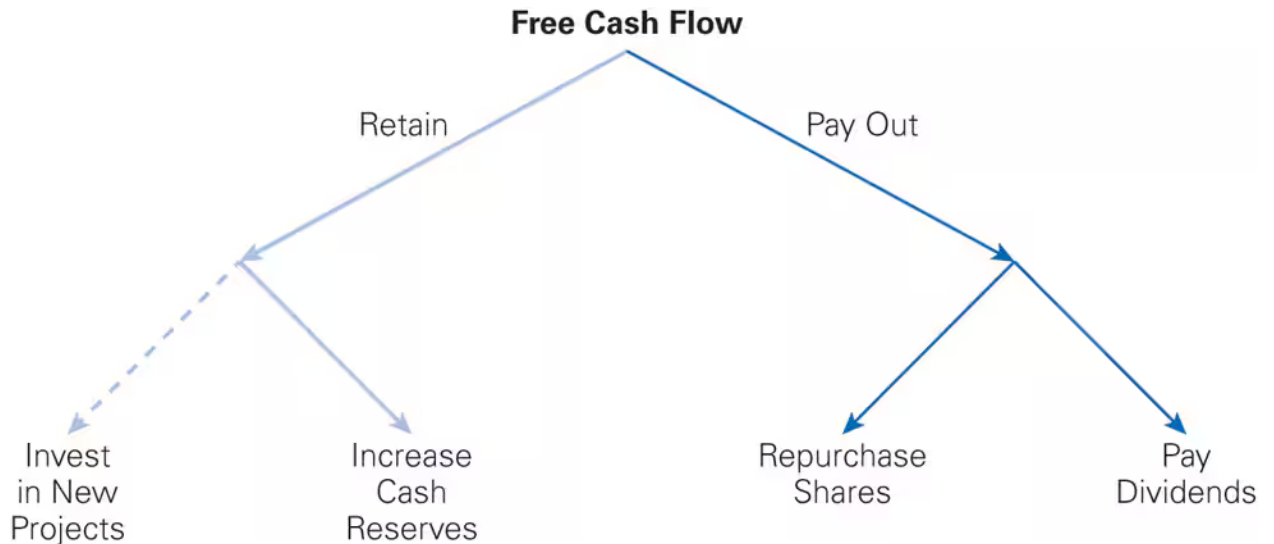 Free Cash Flow
Retain
Pay Out
Invest
in New
Projects
Increase
Cash
Reserves
Repurchase
Shares
Pay
Dividends